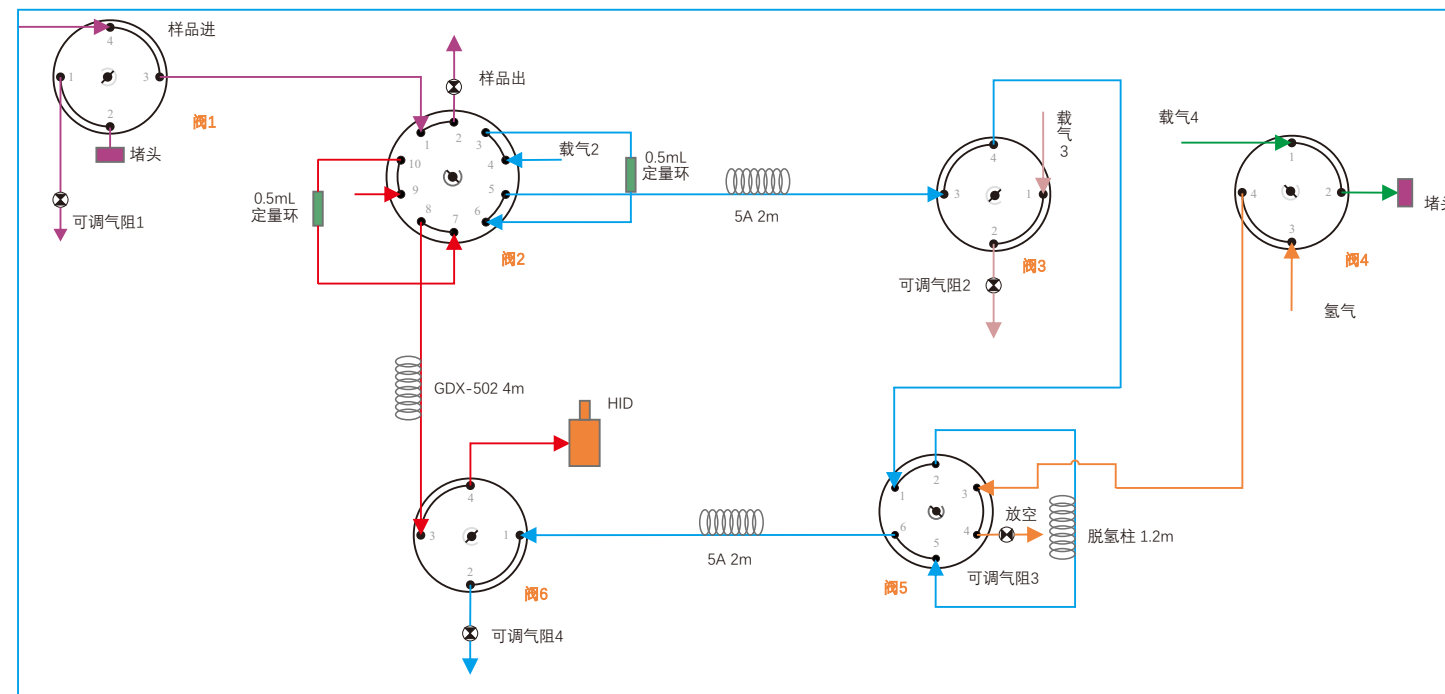 样品进
4
1
3
2
阀1
堵头
可调气阻1
样品出
1
2
3
4
5
6
7
8
9
10
载气2
0.5mL
定量环
0.5mL
定量环
阀2
5A 2m
载
气
3
4
3
1
2
阀3
可调气阻2
载气4
1
4
2
3
堵头
阀4
氢气
GDX-502 4m
HID
4
3
1
2
阀6
可调气阻4
5A 2m
1
2
3
4
5
6
阀5
放空
可调气阻3
脱氢柱 1.2m